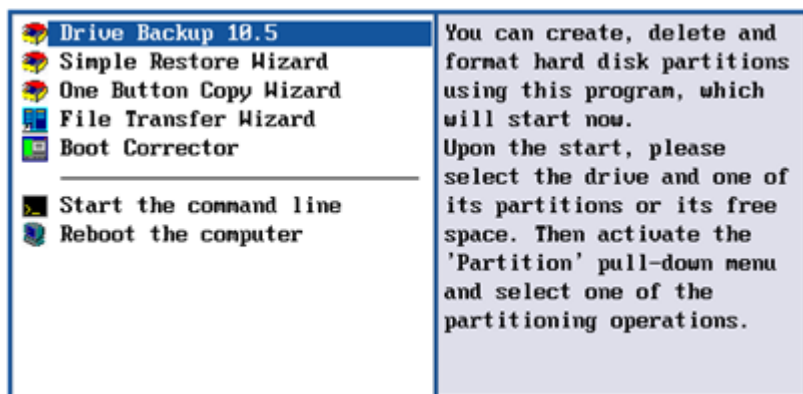 Drive Backup 10.5
Simple Restore Wizard
One Button Copy Wizard
File Transfer Wizard
Boot Corrector
Start the command line
Reboot the computer
You can create, delete and
format hard disk partitions
using this program, which
will start now.
Upon the start, please
select the drive and one of
its partitions or its free
space. Then activate the
'Partition' pull-down menu
and select one of the
partitioning operations.